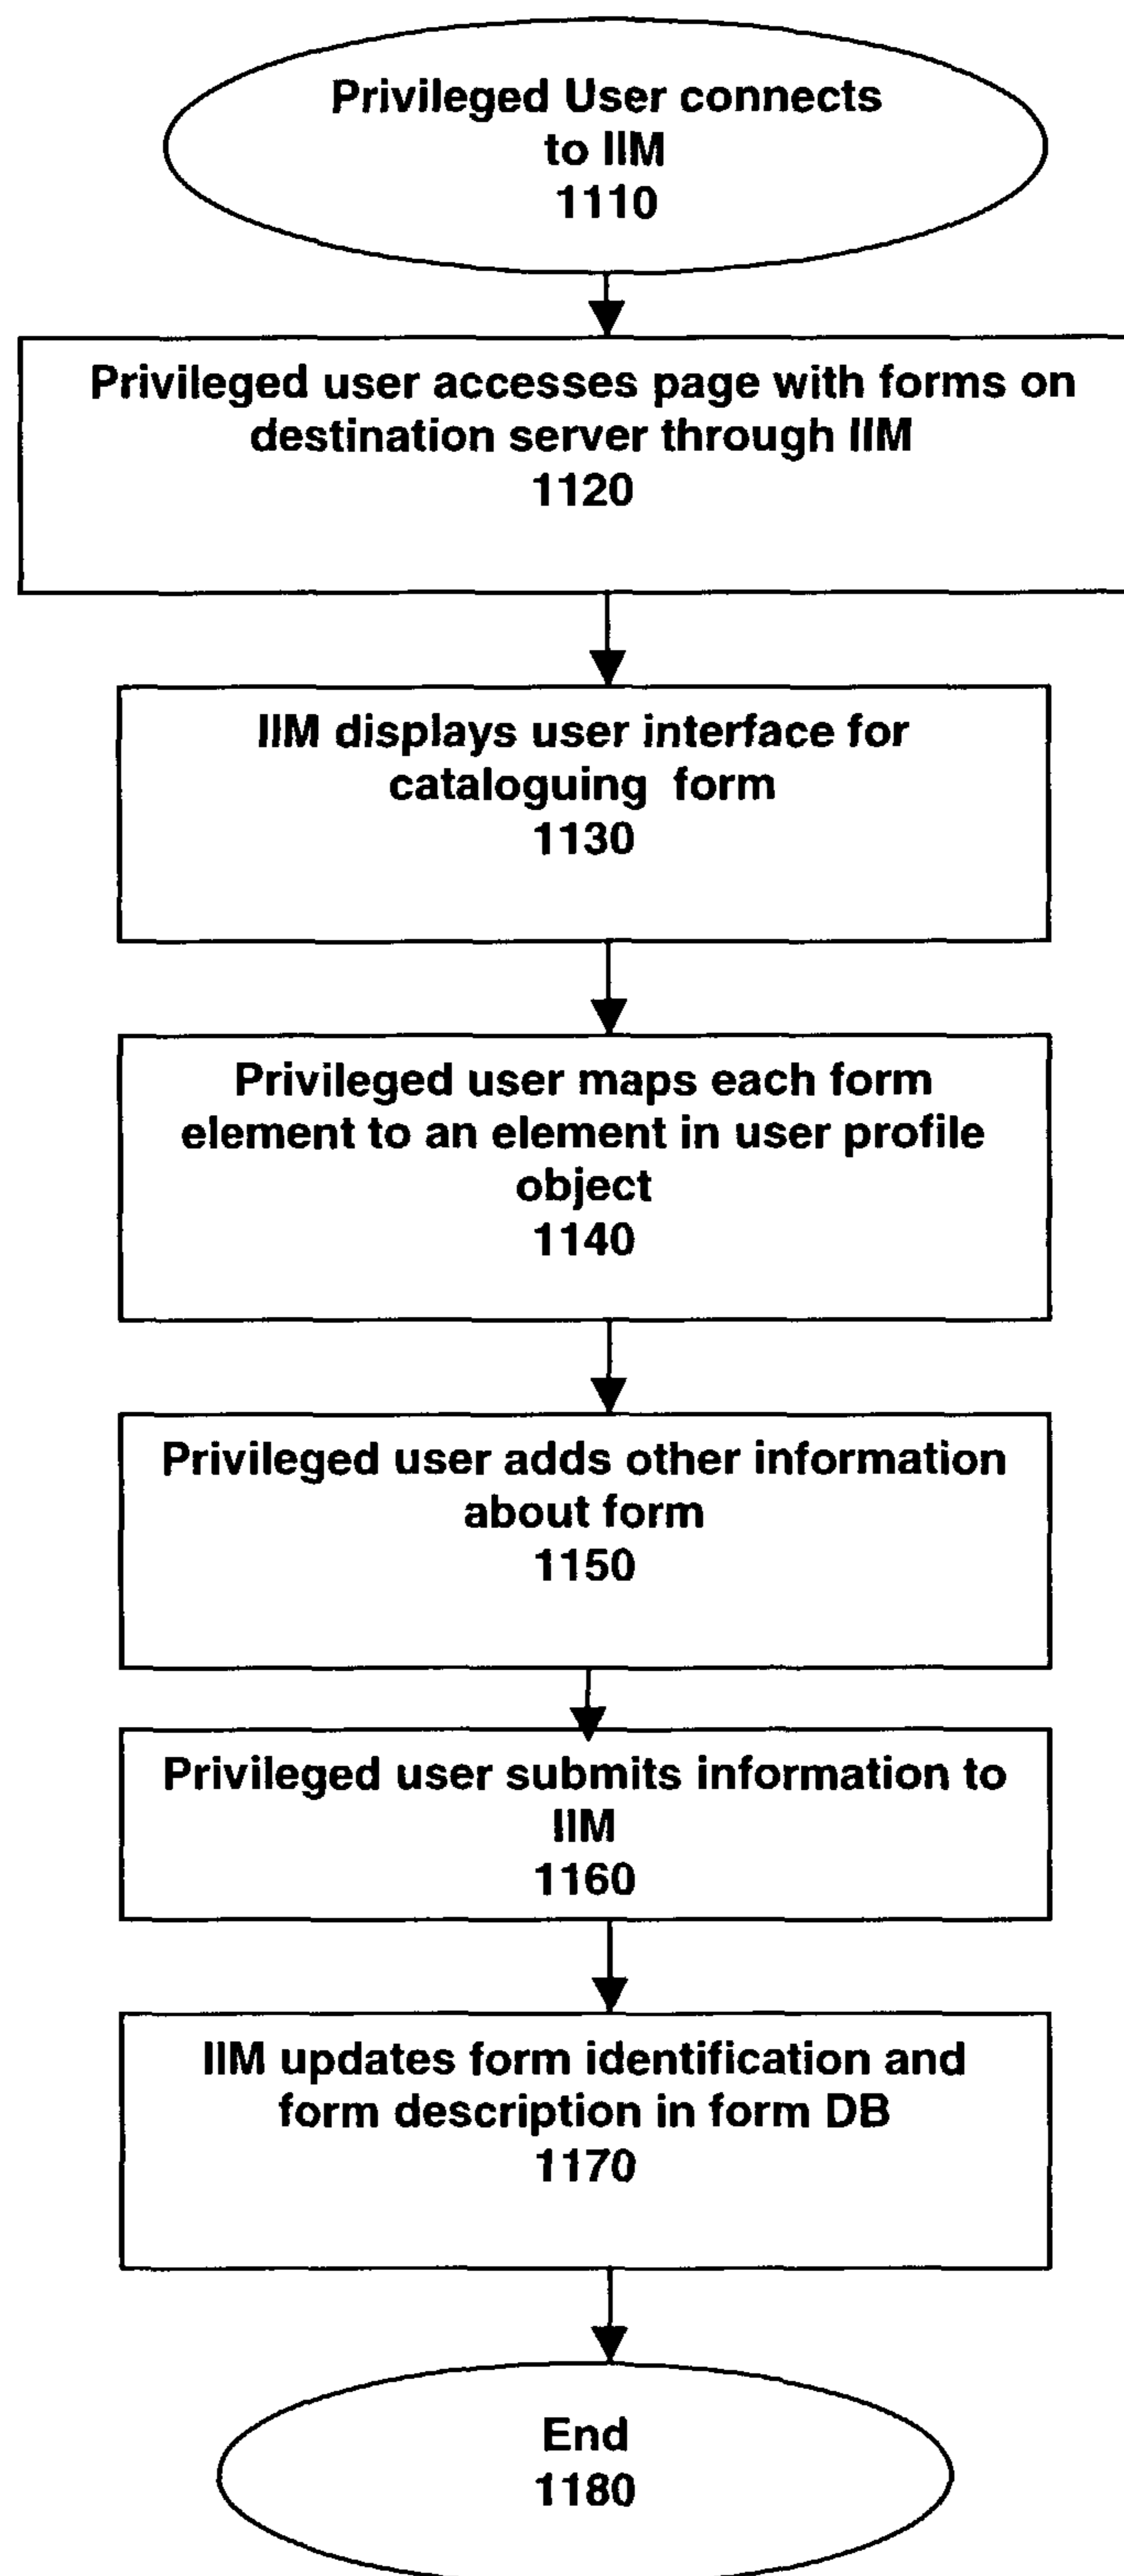 Privileged User connects
to IIM
1110
Privileged user accesses page with forms on
destination server through IIM
1120
IIM displays user interface for
cataloguing form
1130
Privileged user maps each form
element to an element in user profile
object
1140
Privileged user adds other information
about form
1150
Privileged user submits information to
IIM
1160
IIM updates form identification and
form description in form DB
1170
End
1180